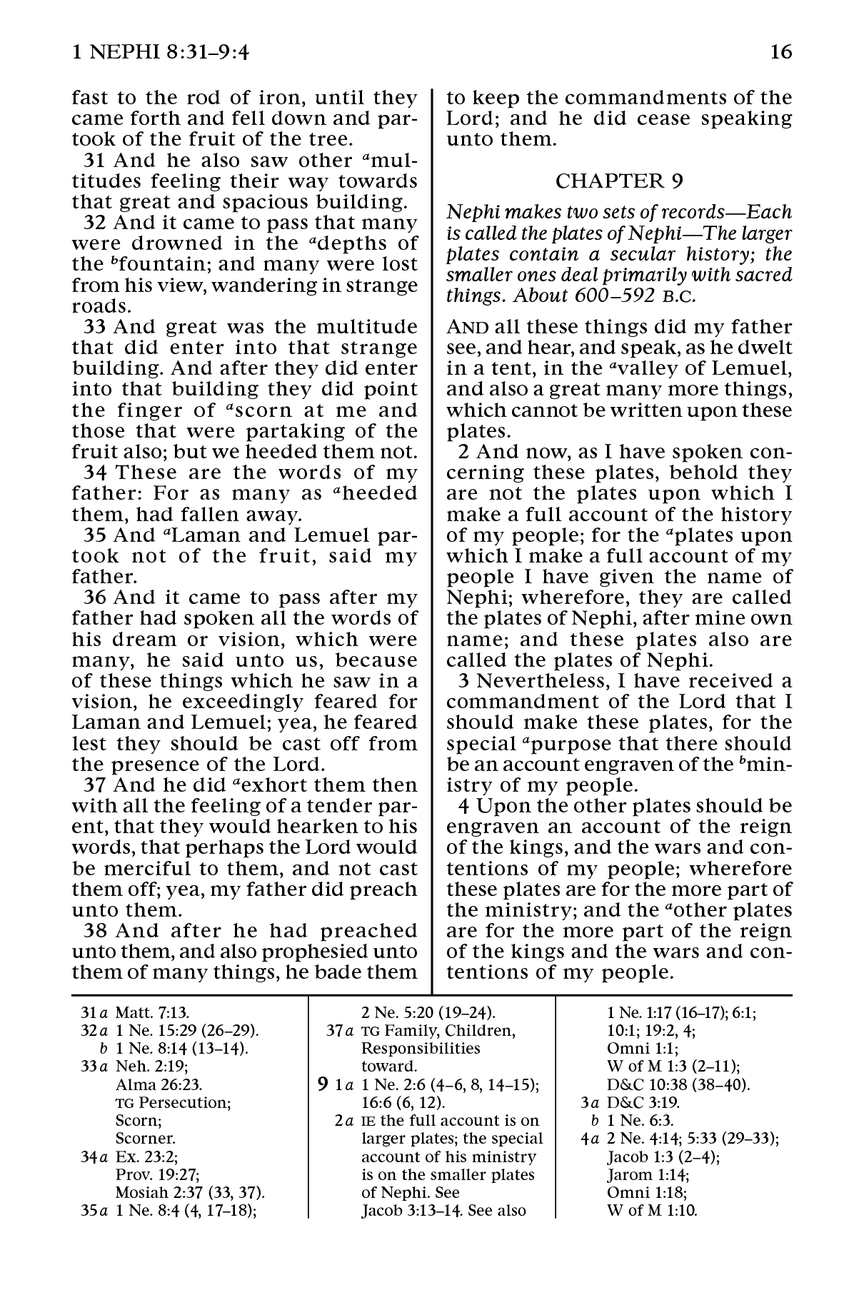 1 NEPHI 8:31–9:4
16
fast to the rod of iron, until they
came forth and fell down and par-
took of the fruit of the tree.
31 And he also saw other ᵃmul-
titudes feeling their way towards
that great and spacious building.
32 And it came to pass that many
were drowned in the ᵃdepths of
the ᵇfountain; and many were lost
from his view, wandering in strange
roads.
33 And great was the multitude
that did enter into that strange
building. And after they did enter
into that building they did point
the finger of ᵃscorn at me and
those that were partaking of the
fruit also; but we heeded them not.
34 These are the words of my
father: For as many as ᵃheeded
them, had fallen away.
35 And ᵃLaman and Lemuel par-
took not of the fruit, said my
father.
36 And it came to pass after my
father had spoken all the words of
his dream or vision, which were
many, he said unto us, because
of these things which he saw in a
vision, he exceedingly feared for
Laman and Lemuel; yea, he feared
lest they should be cast off from
the presence of the Lord.
37 And he did ᵃexhort them then
with all the feeling of a tender par-
ent, that they would hearken to his
words, that perhaps the Lord would
be merciful to them, and not cast
them off; yea, my father did preach
unto them.
38 And after he had preached
unto them, and also prophesied unto
them of many things, he bade them
to keep the commandments of the
Lord; and he did cease speaking
unto them.
CHAPTER 9
Nephi makes two sets of records—Each
is called the plates of Nephi—The larger
plates contain a secular history; the
smaller ones deal primarily with sacred
things. About 600–592 B.C.
AND all these things did my father
see, and hear, and speak, as he dwelt
in a tent, in the ᵃvalley of Lemuel,
and also a great many more things,
which cannot be written upon these
plates.
2 And now, as I have spoken con-
cerning these plates, behold they
are not the plates upon which I
make a full account of the history
of my people; for the ᵃplates upon
which I make a full account of my
people I have given the name of
Nephi; wherefore, they are called
the plates of Nephi, after mine own
name; and these plates also are
called the plates of Nephi.
3 Nevertheless, I have received a
commandment of the Lord that I
should make these plates, for the
special ᵃpurpose that there should
be an account engraven of the ᵇmin-
istry of my people.
4 Upon the other plates should be
engraven an account of the reign
of the kings, and the wars and con-
tentions of my people; wherefore
these plates are for the more part of
the ministry; and the ᵃother plates
are for the more part of the reign
of the kings and the wars and con-
tentions of my people.
31a Matt. 7:13.
32a 1 Ne. 15:29 (26–29).
b 1 Ne. 8:14 (13–14).
33a Neh. 2:19;
Alma 26:23.
TG Persecution;
Scorn;
Scorner.
34a Ex. 23:2;
Prov. 19:27;
Mosiah 2:37 (33, 37).
35a 1 Ne. 8:4 (4, 17–18);
2 Ne. 5:20 (19–24).
37a TG Family, Children,
Responsibilities
toward.
9 1a 1 Ne. 2:6 (4–6, 8, 14–15);
16:6 (6, 12).
2a IE the full account is on
larger plates; the special
account of his ministry
is on the smaller plates
of Nephi. See
Jacob 3:13–14. See also
1 Ne. 1:17 (16–17); 6:1;
10:1; 19:2, 4;
Omni 1:1;
W of M 1:3 (2–11);
D&C 10:38 (38–40).
3a D&C 3:19.
b 1 Ne. 6:3.
4a 2 Ne. 4:14; 5:33 (29–33);
Jacob 1:3 (2–4);
Jarom 1:14;
Omni 1:18;
W of M 1:10.